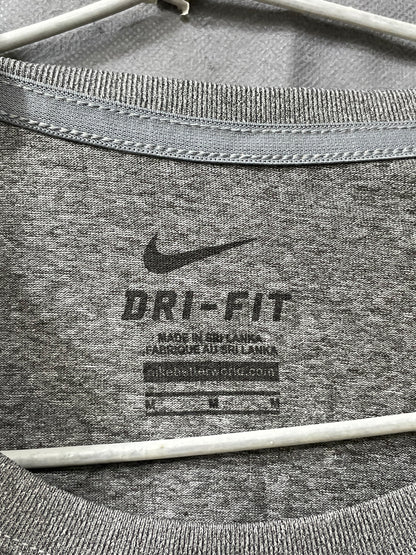 DRI-FIT
MADE IN SRI LANKA
FABRIQUE AU SRI LANKA
nikebetterworld.com
M M M